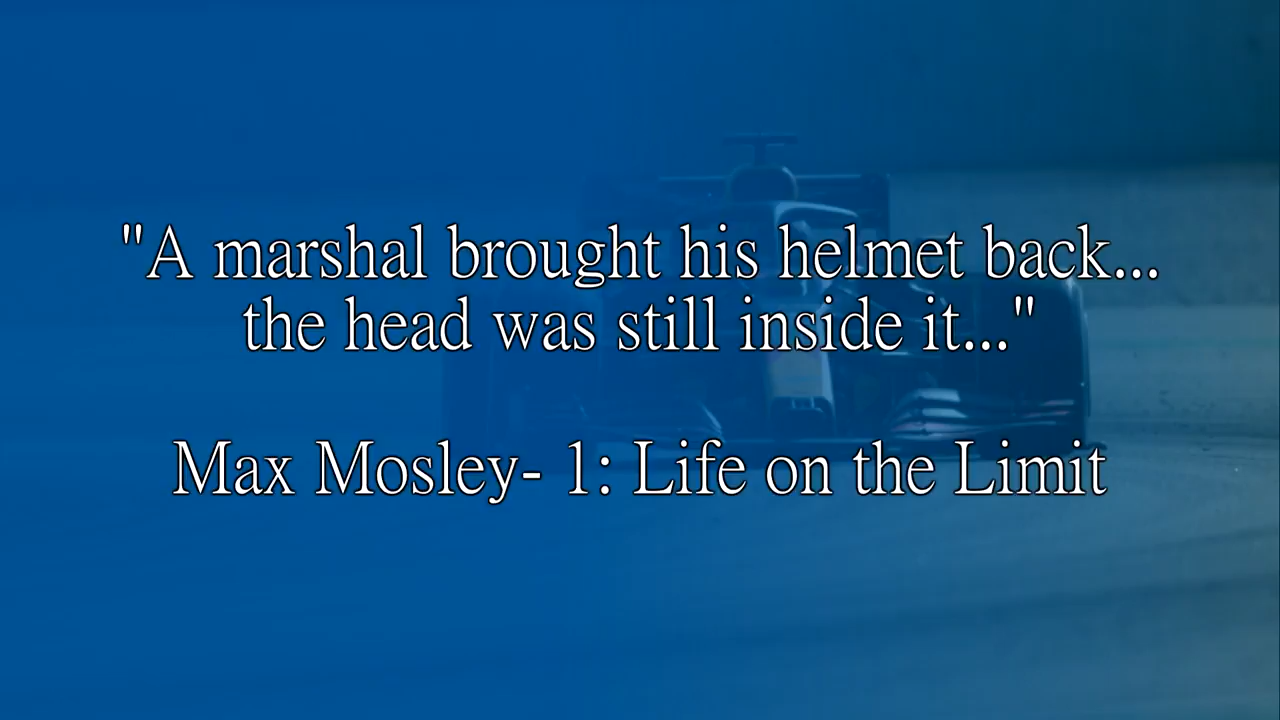 "A marshal brought his helmet back...
the head was still inside it..."
Max Mosley- 1: Life on the Limit